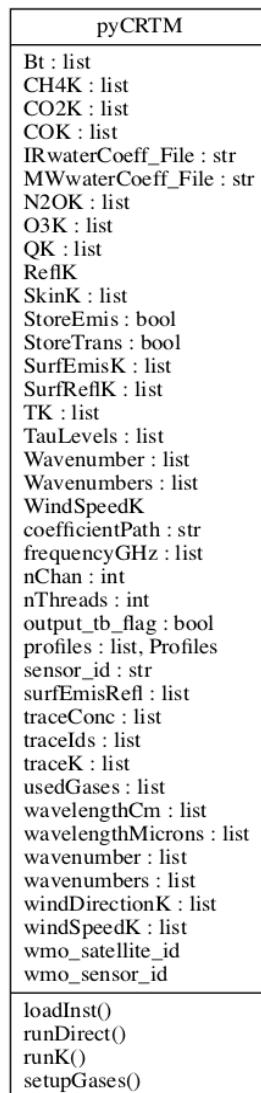 pyCRTM
Bt : list
CH4K : list
CO2K : list
COK : list
IRwaterCoeff_File : str
MWwaterCoeff_File : str
N2OK : list
O3K : list
QK : list
ReflK
SkinK : list
StoreEmis : bool
StoreTrans : bool
SurfEmisK : list
SurfReflK : list
TK : list
TauLevels : list
Wavenumber : list
Wavenumbers : list
WindSpeedK
coefficientPath : str
frequencyGHz : list
nChan : int
nThreads : int
output_tb_flag : bool
profiles : list, Profiles
sensor_id : str
surfEmisRefl : list
traceConc : list
traceIds : list
traceK : list
usedGases : list
wavelengthCm : list
wavelengthMicrons : list
wavenumber : list
wavenumbers : list
windDirectionK : list
windSpeedK : list
wmo_satellite_id
wmo_sensor_id
loadInst()
runDirect()
runK()
setupGases()